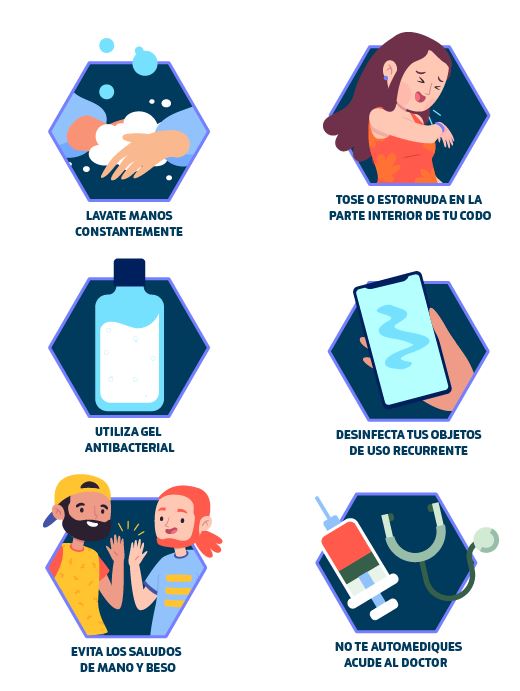 LAVATE MANOS
CONSTANTEMENTE
TOSE O ESTORNUDA EN LA
PARTE INTERIOR DE TU CODO
UTILIZA GEL
ANTIBACTERIAL
DESINFECTA TUS OBJETOS
DE USO RECURRENTE
EVITA LOS SALUDOS
DE MANO Y BESO
NO TE AUTOMEDIQUES
ACUDE AL DOCTOR